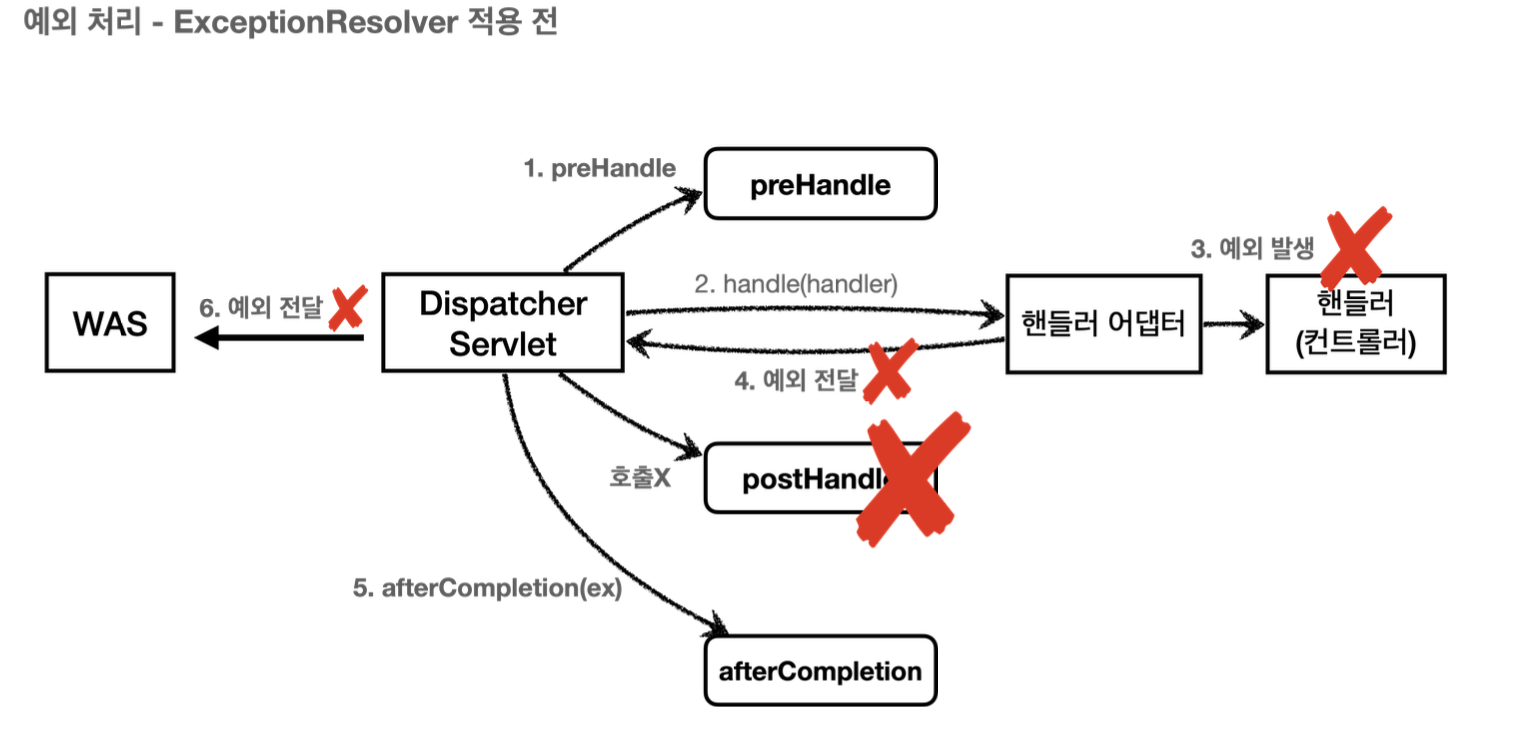 예외 처리 - ExceptionResolver 적용 전
1. preHandle
preHandle
3. 예외 발생
WAS
6. 예외 전달
Dispatcher
Servlet
2. handle(handler)
핸들러 어댑터
핸들러
(컨트롤러)
4. 예외 전달
호출X
postHandl
5. afterCompletion(ex)
afterCompletion